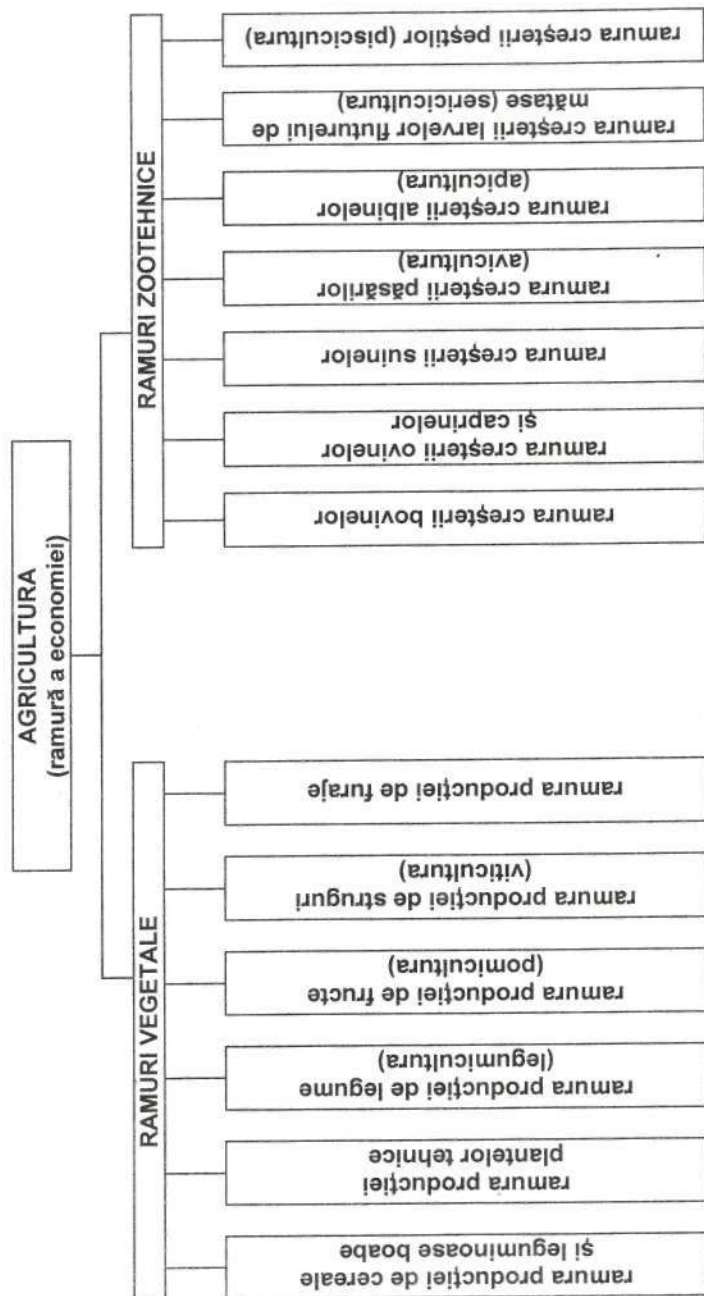 AGRICULTURA
(ramură a economiei)
RAMURI VEGETALE
ramura producției de cereale
și leguminoase boabe
ramura producției
plantelor tehnice
ramura producției de legume
(legumicultura)
ramura producției de fructe
(pomicultura)
ramura producției de struguri
(viticultura)
ramura producției de furaje
RAMURI ZOOTEHNICE
ramura creșterii bovinelor
ramura creșterii ovinelor
și caprinelor
ramura creșterii suinelor
ramura creșterii păsărilor
(avicultura)
ramura creșterii albinelor
(apicultura)
ramura creșterii larvelor fluturelui de
mătase (sericicultura)
ramura creșterii peștilor (piscicultura)